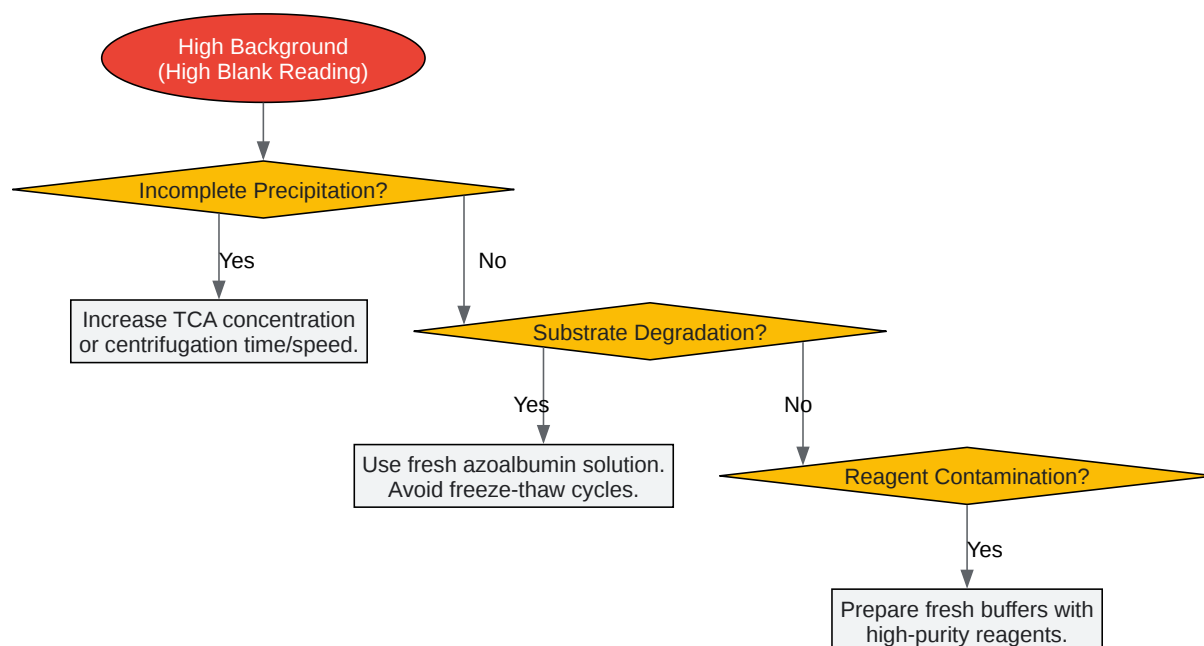 High Background
(High Blank Reading)
Incomplete Precipitation?
Yes
No
Increase TCA concentration
or centrifugation time/speed.
Substrate Degradation?
Yes
No
Use fresh azoalbumin solution.
Avoid freeze-thaw cycles.
Reagent Contamination?
Yes
Prepare fresh buffers with
high-purity reagents.